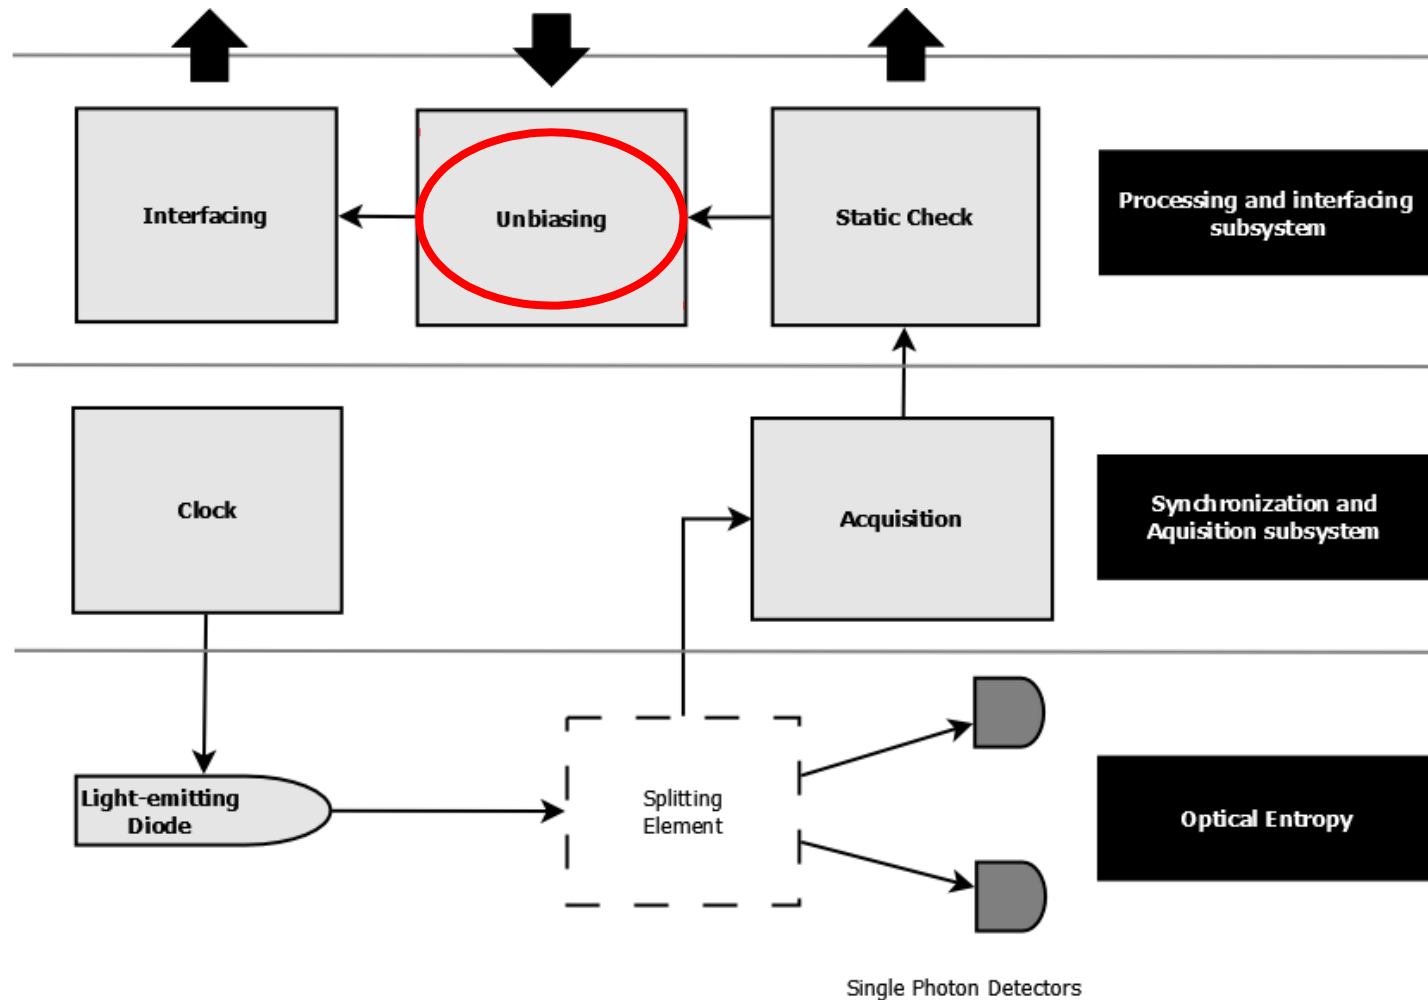 Interfacing
Unbiasing
Static Check
Processing and interfacing
subsystem
Clock
Acquisition
Synchronization and
Aquisition subsystem
Light-emitting
Diode
Splitting
Element
Optical Entropy
Single Photon Detectors